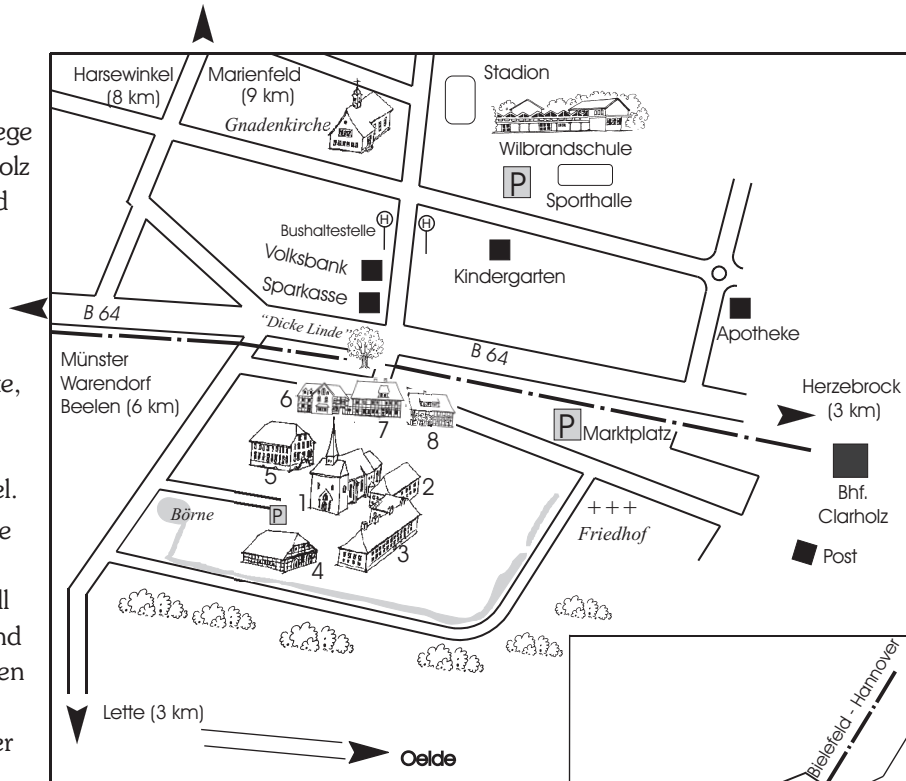 ege
olz
d
te,
el.
e
ll
nd
en
er
Harsewinkel
(8 km)
Marienfeld
(9 km)
Gnadenkirche
Stadion
Wilbrandschule
P
Sporthalle
Bushaltestelle
H
H
Volksbank
Sparkasse
Kindergarten
Apotheke
B 64
"Dicke Linde"
B 64
Münster
Warendorf
Beelen (6 km)
Herzebrock
(3 km)
6
7
8
P Marktplatz
5
1
2
Bhf.
Clarholz
Börne
P
+++
Friedhof
3
4
Post
Lette (3 km)
Oelde
Bielefeld - Hannover